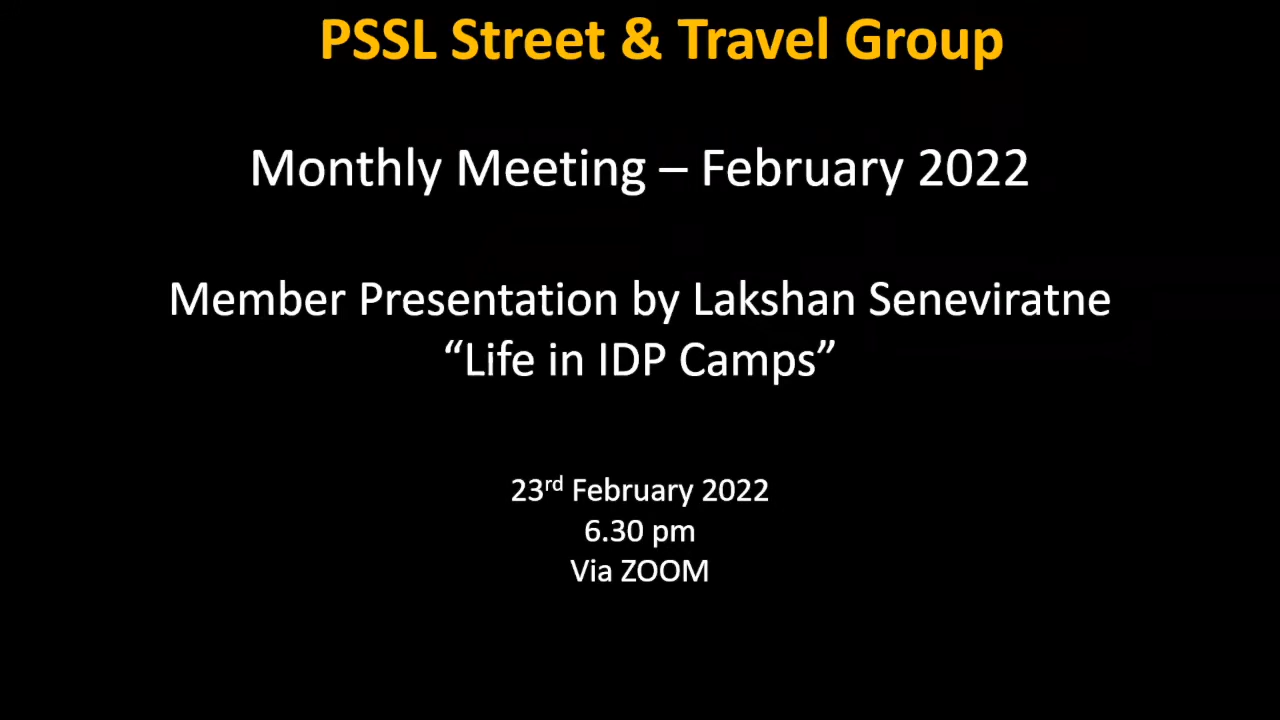 PSSL Street & Travel Group
Monthly Meeting – February 2022
Member Presentation by Lakshan Seneviratne
“Life in IDP Camps”
23rd February 2022
6.30 pm
Via ZOOM